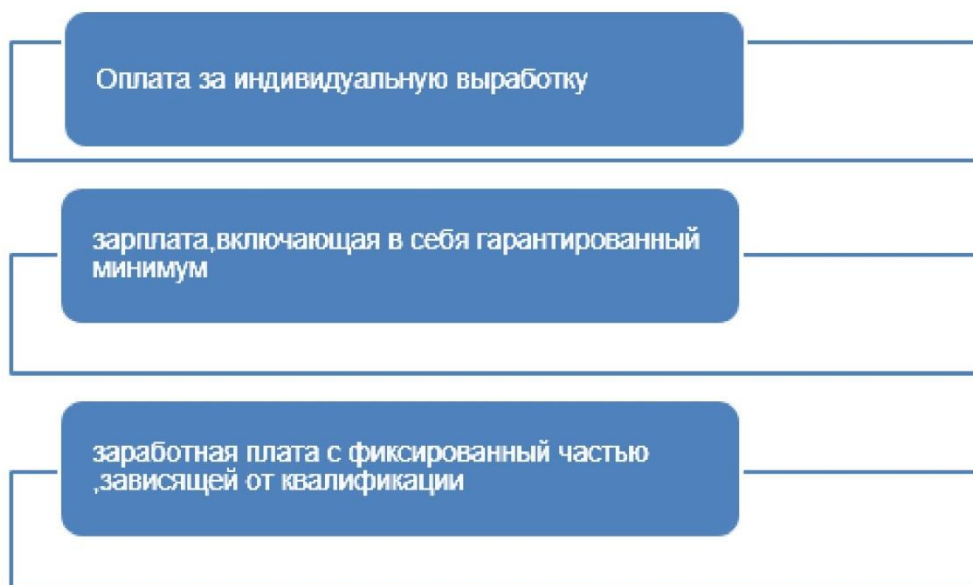 Оплата за индивидуальную выработку
зарплата,включающая в себя гарантированный
минимум
заработная плата с фиксированный частью
,зависящей от квалификации